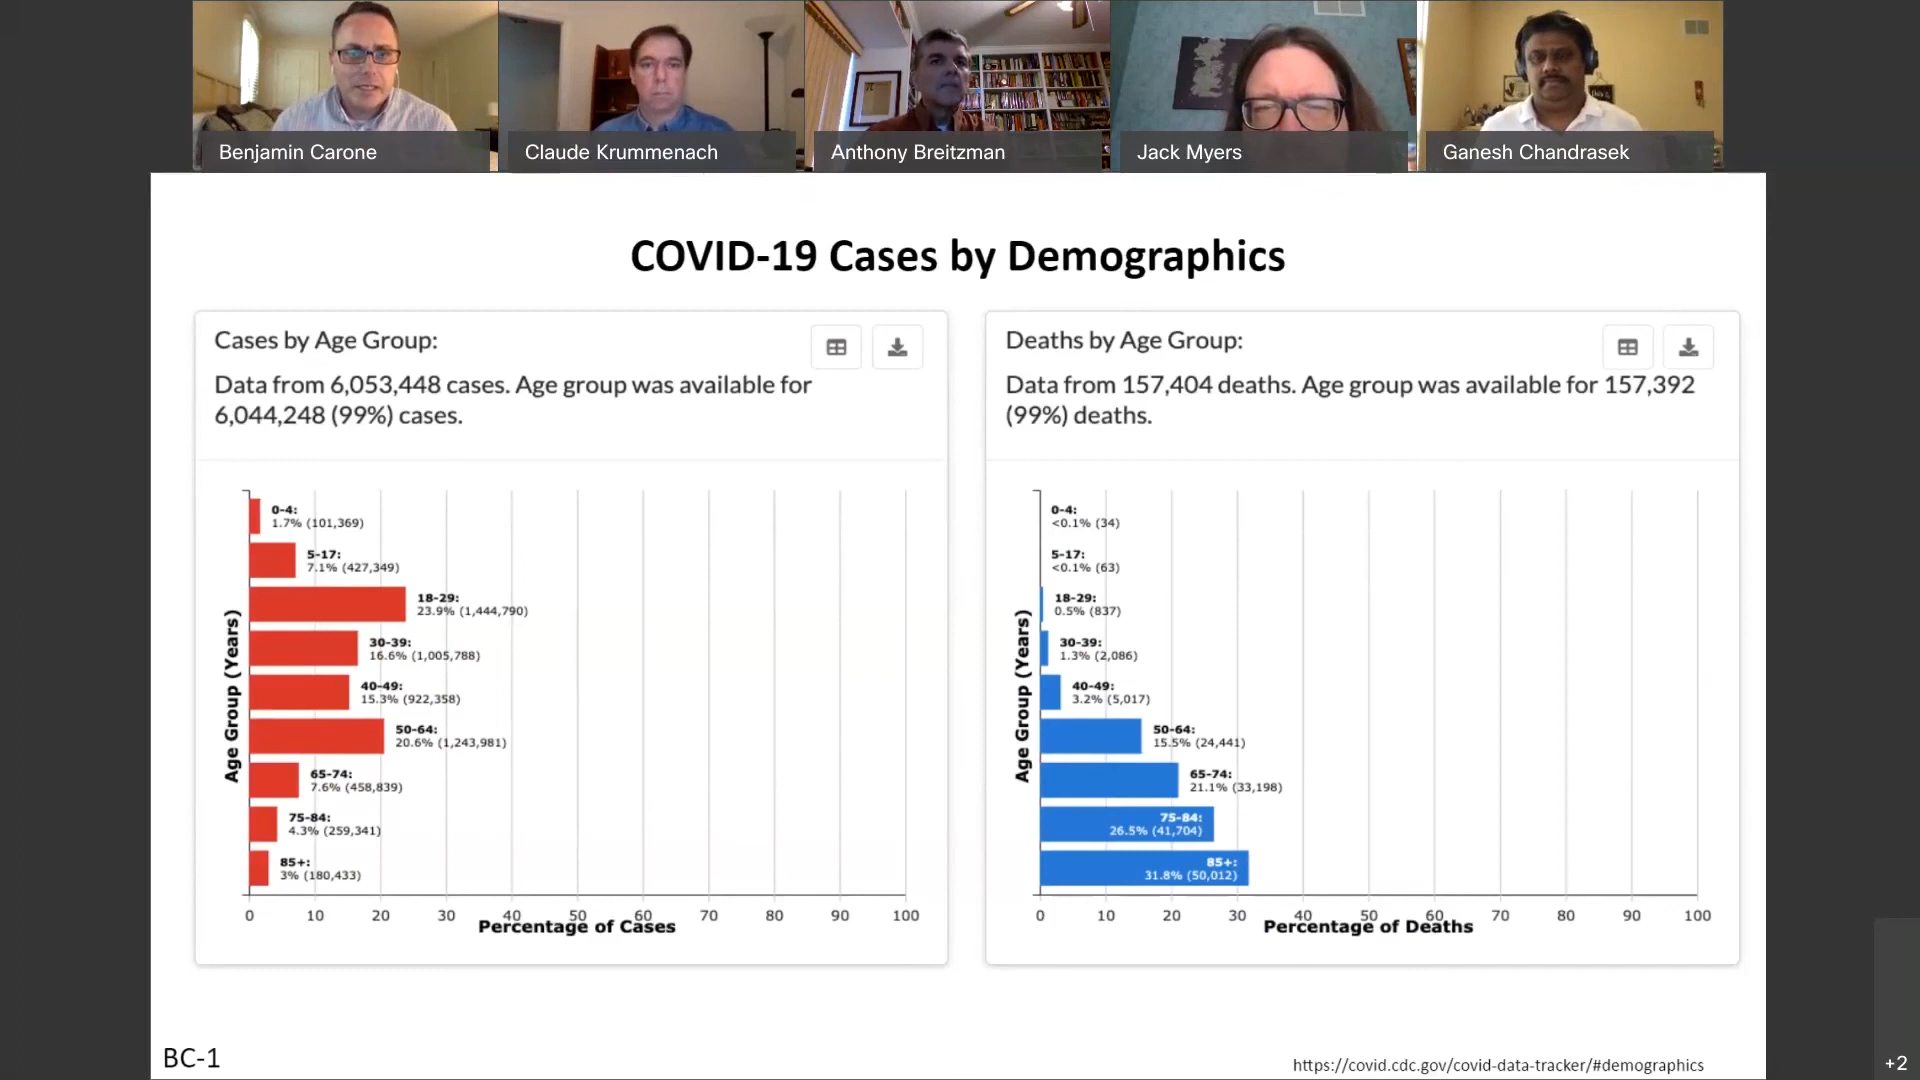 Benjamin Carone
Claude Krummenach
Anthony Breitzman
Jack Myers
Ganesh Chandrasek
COVID-19 Cases by Demographics
Cases by Age Group:
Data from 6,053,448 cases. Age group was available for
6,044,248 (99%) cases.
0-4:
1.7% (101,369)
5-17:
7.1% (427,349)
18-29:
23.9% (1,444,790)
30-39:
16.6% (1,005,788)
40-49:
15.3% (922,358)
50-64:
20.6% (1,243,981)
65-74:
7.6% (458,839)
75-84:
4.3% (259,341)
85+:
3% (180,433)
Age Group (Years)
0 10 20 30 40 50 60 70 80 90 100
Percentage of Cases
Deaths by Age Group:
Data from 157,404 deaths. Age group was available for 157,392
(99%) deaths.
0-4:
<0.1% (34)
5-17:
<0.1% (63)
18-29:
0.5% (837)
30-39:
1.3% (2,086)
40-49:
3.2% (5,017)
50-64:
15.5% (24,441)
65-74:
21.1% (33,198)
75-84:
26.5% (41,704)
85+:
31.8% (50,012)
Age Group (Years)
0 10 20 30 40 50 60 70 80 90 100
Percentage of Deaths
BC-1
https://covid.cdc.gov/covid-data-tracker/#demographics
+2